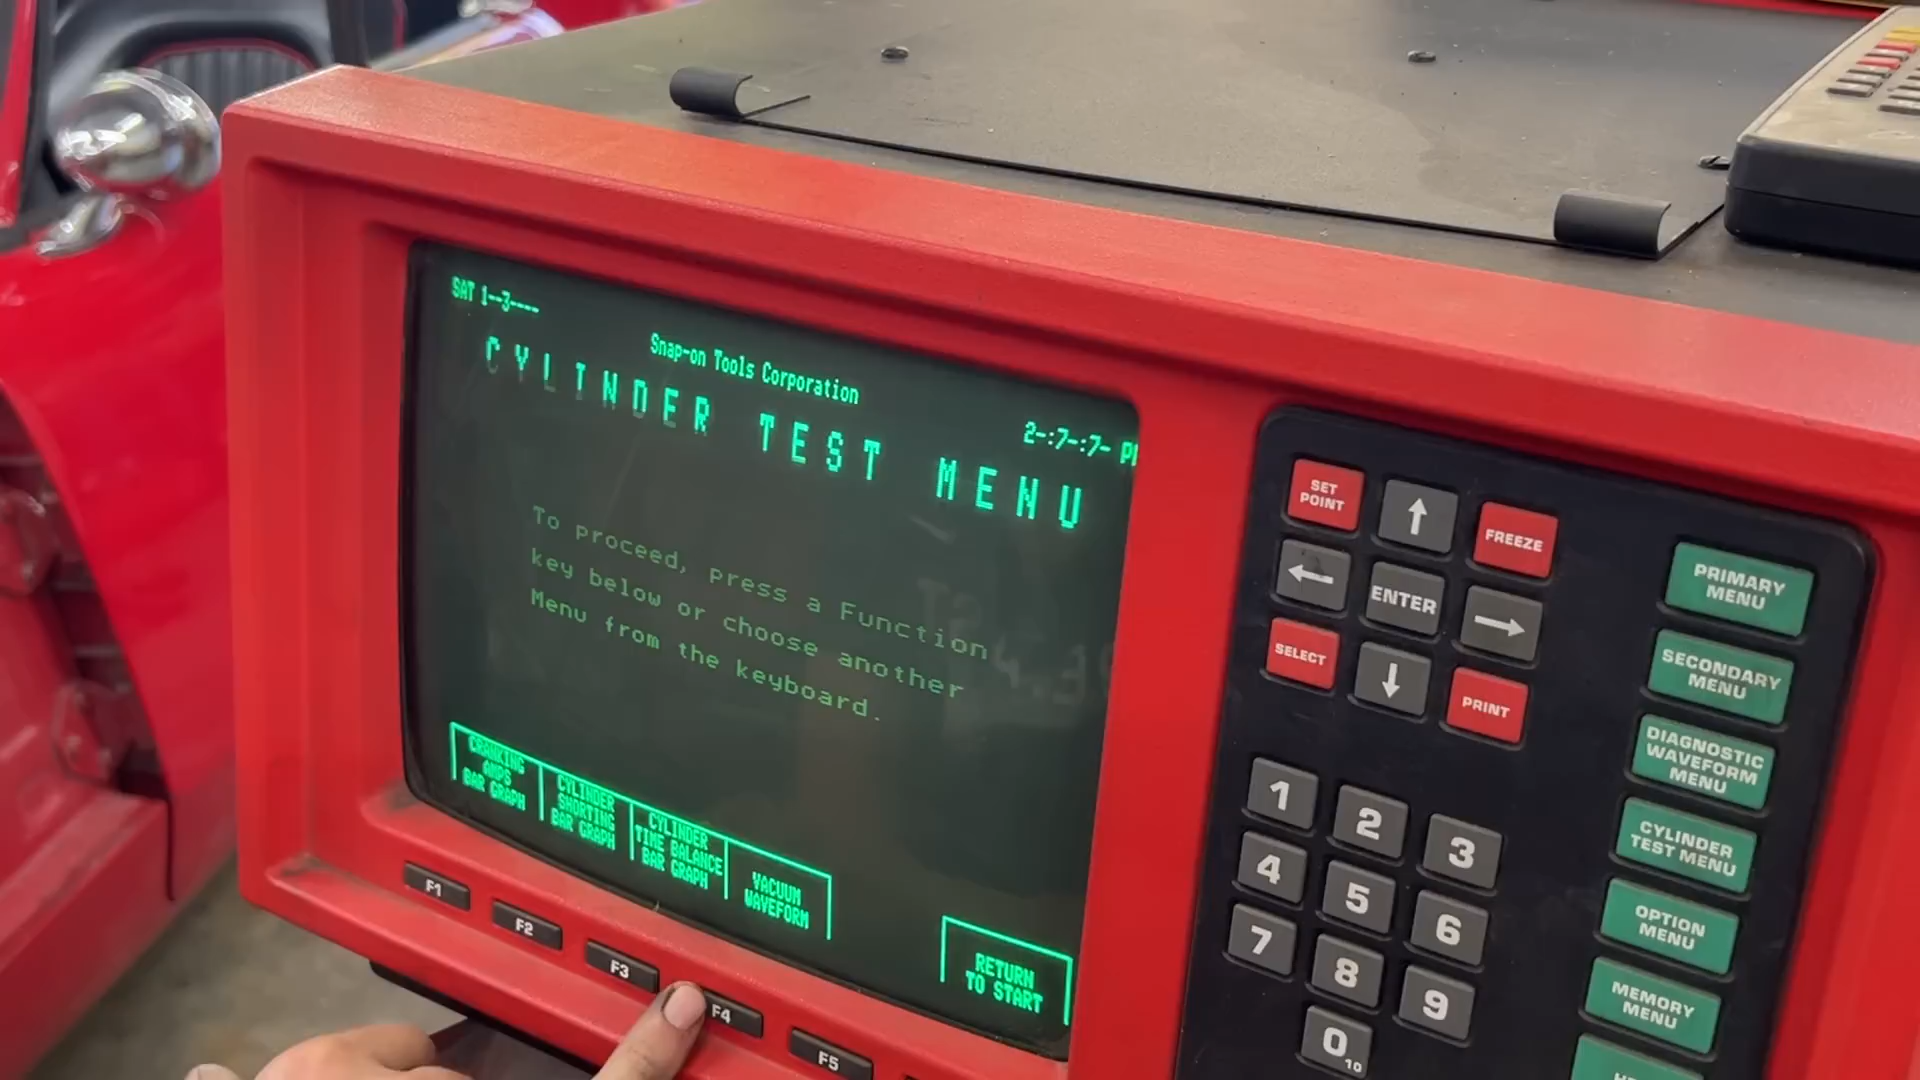 SAT 1--3----
Snap-on Tools Corporation
2-:7-:7- P
CYLINDER TEST MENU
To proceed, press a Function
key below or choose another
Menu from the keyboard.
CRANKING
AMPS
BAR GRAPH
CYLINDER
SHORTING
BAR GRAPH
CYLINDER
TIME BALANCE
BAR GRAPH
VACUUM
WAVEFORM
RETURN
TO START
F1
F2
F3
F4
F5
SET
POINT
↑
FREEZE
←
ENTER
→
SELECT
↓
PRINT
1
2
3
4
5
6
7
8
9
0
10
PRIMARY
MENU
SECONDARY
MENU
DIAGNOSTIC
WAVEFORM
MENU
CYLINDER
TEST MENU
OPTION
MENU
MEMORY
MENU